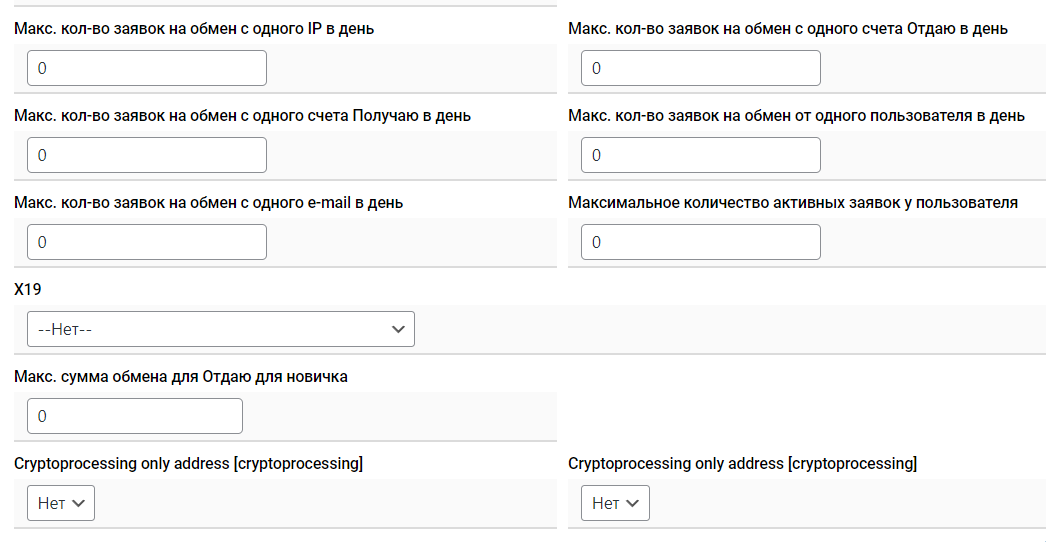 Макс. кол-во заявок на обмен с одного IP в день
Макс. кол-во заявок на обмен с одного счета Отдаю в день
0
0
Макс. кол-во заявок на обмен с одного счета Получаю в день
Макс. кол-во заявок на обмен от одного пользователя в день
0
0
Макс. кол-во заявок на обмен с одного e-mail в день
Максимальное количество активных заявок у пользователя
0
0
X19
--Нет--
Макс. сумма обмена для Отдаю для новичка
0
Cryptoprocessing only address [cryptoprocessing]
Cryptoprocessing only address [cryptoprocessing]
Нет
Нет